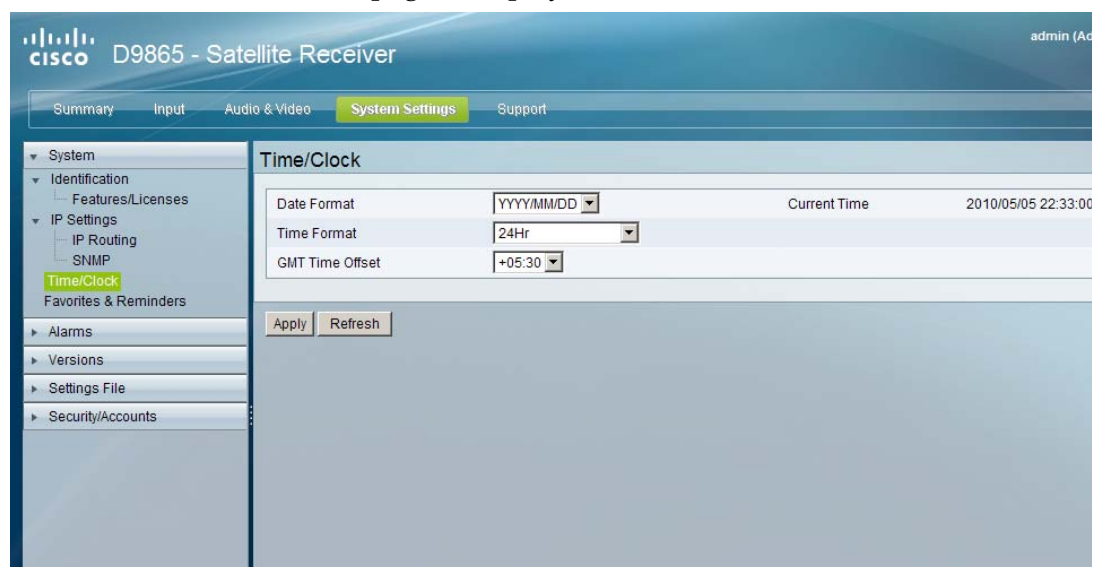 CISCO D9865 - Satellite Receiver
admin (Ad
Summary Input Audio & Video System Settings Support
System
Identification
Features/Licenses
IP Settings
IP Routing
SNMP
Time/Clock
Favorites & Reminders
Alarms
Versions
Settings File
Security/Accounts
Time/Clock
Date Format YYYY/MM/DD Current Time 2010/05/05 22:33:00
Time Format 24Hr
GMT Time Offset +05:30
Apply Refresh